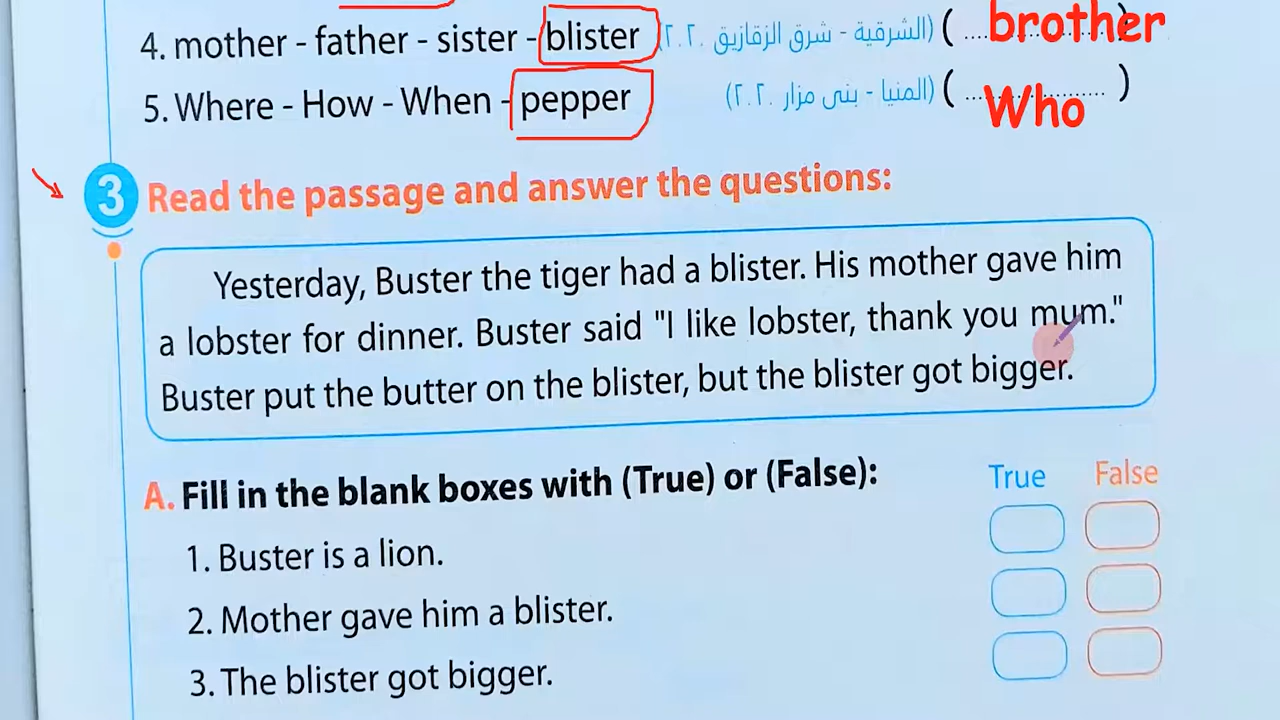 4. mother - father - sister - blister (الشرقية - شرق الزقازيق ٢٠٢٠) ( brother )
5. Where - How - When - pepper (المنيا - بنى مزار ٢٠٢٠) ( Who )
3 Read the passage and answer the questions:
Yesterday, Buster the tiger had a blister. His mother gave him
a lobster for dinner. Buster said "I like lobster, thank you mum."
Buster put the butter on the blister, but the blister got bigger.
A. Fill in the blank boxes with (True) or (False): True False
1. Buster is a lion.
2. Mother gave him a blister.
3. The blister got bigger.